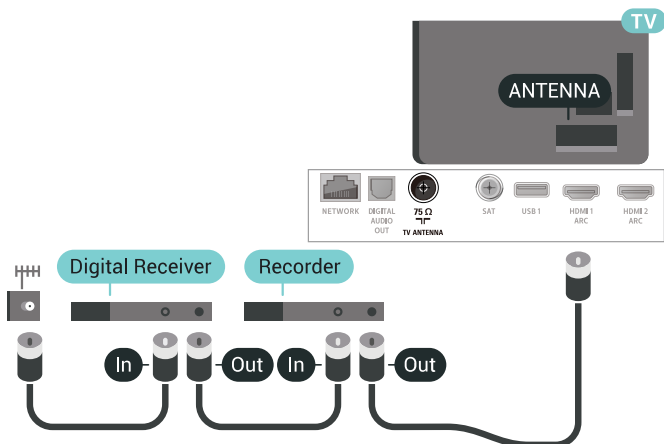 TV
ANTENNA
NETWORK
DIGITAL
AUDIO
OUT
75 Ω
TV ANTENNA
SAT
USB 1
HDMI 1
ARC
HDMI 2
ARC
Digital Receiver
Recorder
In
Out
In
Out